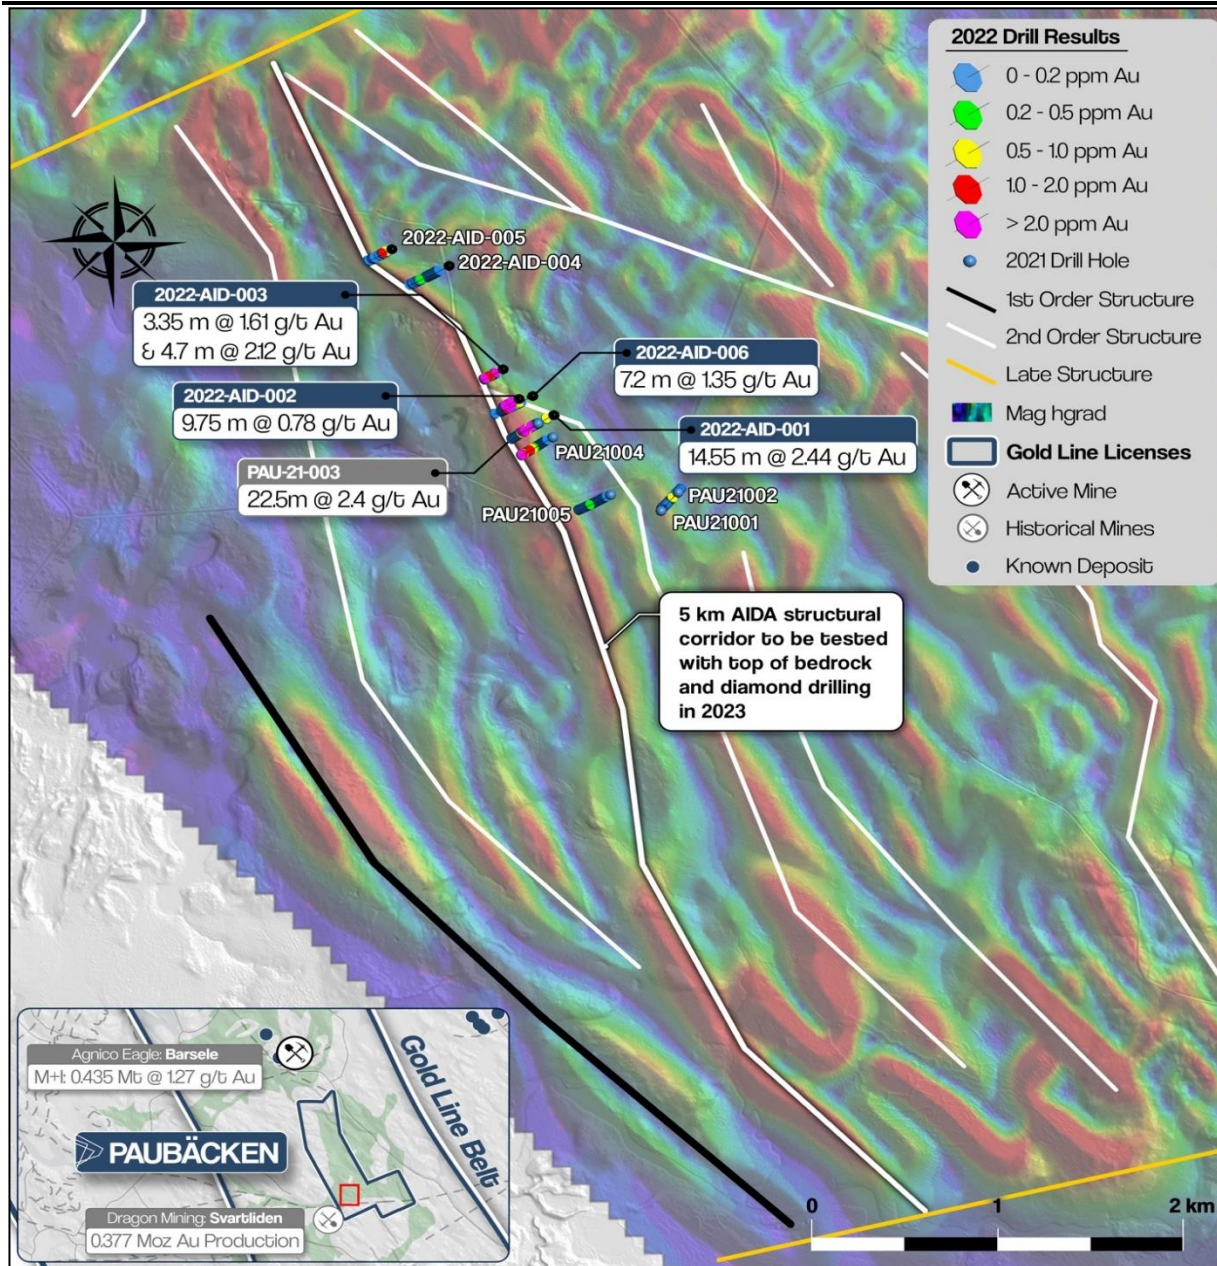 2022 Drill Results
0 - 0.2 ppm Au
0.2 - 0.5 ppm Au
0.5 - 1.0 ppm Au
1.0 - 2.0 ppm Au
> 2.0 ppm Au
2021 Drill Hole
1st Order Structure
2nd Order Structure
Late Structure
Mag hgrad
Gold Line Licenses
Active Mine
Historical Mines
Known Deposit
2022-AID-005
2022-AID-004
2022-AID-003
3.35 m @ 1.61 g/t Au
& 4.7 m @ 2.12 g/t Au
2022-AID-006
7.2 m @ 1.35 g/t Au
2022-AID-002
9.75 m @ 0.78 g/t Au
2022-AID-001
14.55 m @ 2.44 g/t Au
PAU21004
PAU-21-003
22.5m @ 2.4 g/t Au
PAU21002
PAU21005
PAU21001
5 km AIDA structural
corridor to be tested
with top of bedrock
and diamond drilling
in 2023
Agnico Eagle: Barsele
M+I: 0.435 Mt @ 1.27 g/t Au
Gold Line Belt
PAUBÄCKEN
Dragon Mining: Svartliden
0.377 Moz Au Production
0 1 2 km